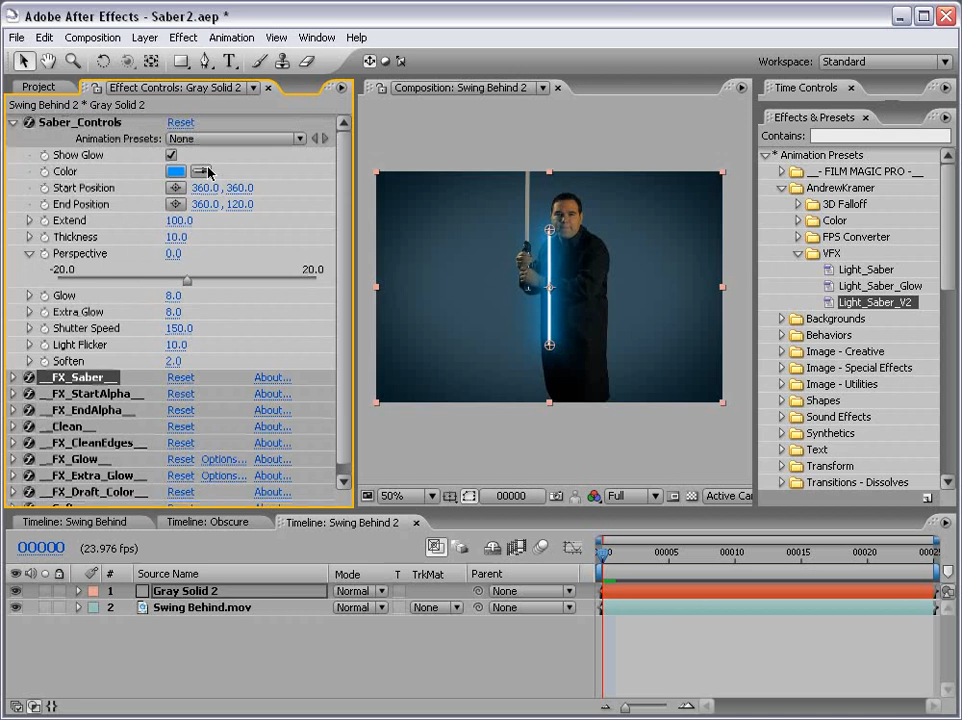 Adobe After Effects - Saber2.aep *
File Edit Composition Layer Effect Animation View Window Help
Workspace: Standard
Project Effect Controls: Gray Solid 2
Swing Behind 2 * Gray Solid 2
Saber_Controls Reset
Animation Presets: None
Show Glow
Color
Start Position 360.0, 360.0
End Position 360.0, 120.0
Extend 100.0
Thickness 10.0
Perspective 0.0
-20.0 20.0
Glow 8.0
Extra Glow 8.0
Shutter Speed 150.0
Light Flicker 10.0
Soften 2.0
__FX_Saber__ Reset About...
__FX_StartAlpha__ Reset About...
__FX_EndAlpha__ Reset About...
__Clean__ Reset About...
__FX_CleanEdges__ Reset About...
__FX_Glow__ Reset Options... About...
__FX_Extra_Glow__ Reset Options... About...
__FX_Draft_Color__ Reset About...
Composition: Swing Behind 2
50% 00000 Full Active Car
Time Controls
Effects & Presets
Contains:
* Animation Presets
__- FILM MAGIC PRO -__
AndrewKramer
3D Falloff
Color
FPS Converter
VFX
Light_Saber
Light_Saber_Glow
Light_Saber_V2
Backgrounds
Behaviors
Image - Creative
Image - Special Effects
Image - Utilities
Shapes
Sound Effects
Synthetics
Text
Transform
Transitions - Dissolves
Timeline: Swing Behind Timeline: Obscure Timeline: Swing Behind 2
00000 (23.976 fps)
# Source Name Mode T TrkMat Parent
00005 00010 00015 00020 00025
1 Gray Solid 2 Normal None
2 Swing Behind.mov Normal None None